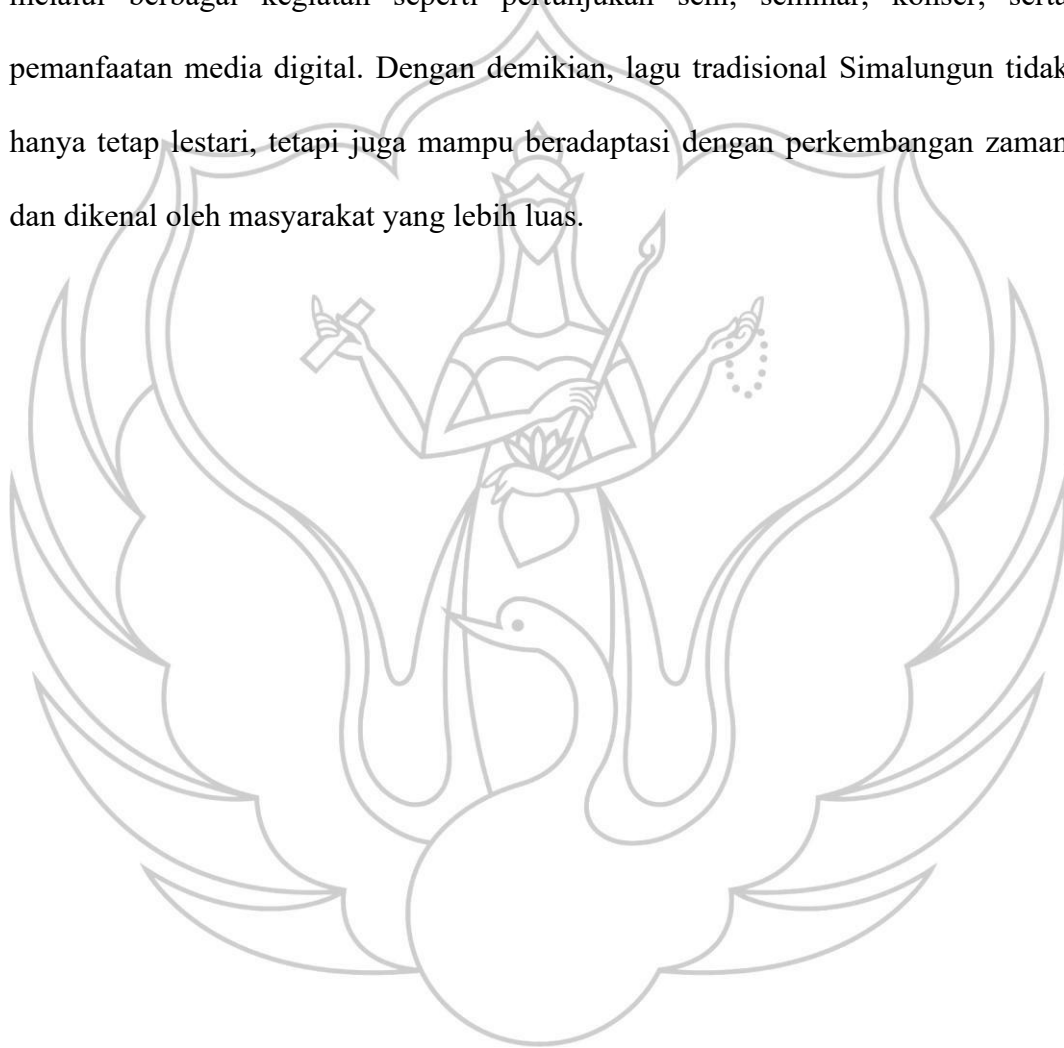 melalui berbagai kegiatan seperti pertunjukan seni, seminar, konser, serta
pemanfaatan media digital. Dengan demikian, lagu tradisional Simalungun tidak
hanya tetap lestari, tetapi juga mampu beradaptasi dengan perkembangan zaman
dan dikenal oleh masyarakat yang lebih luas.